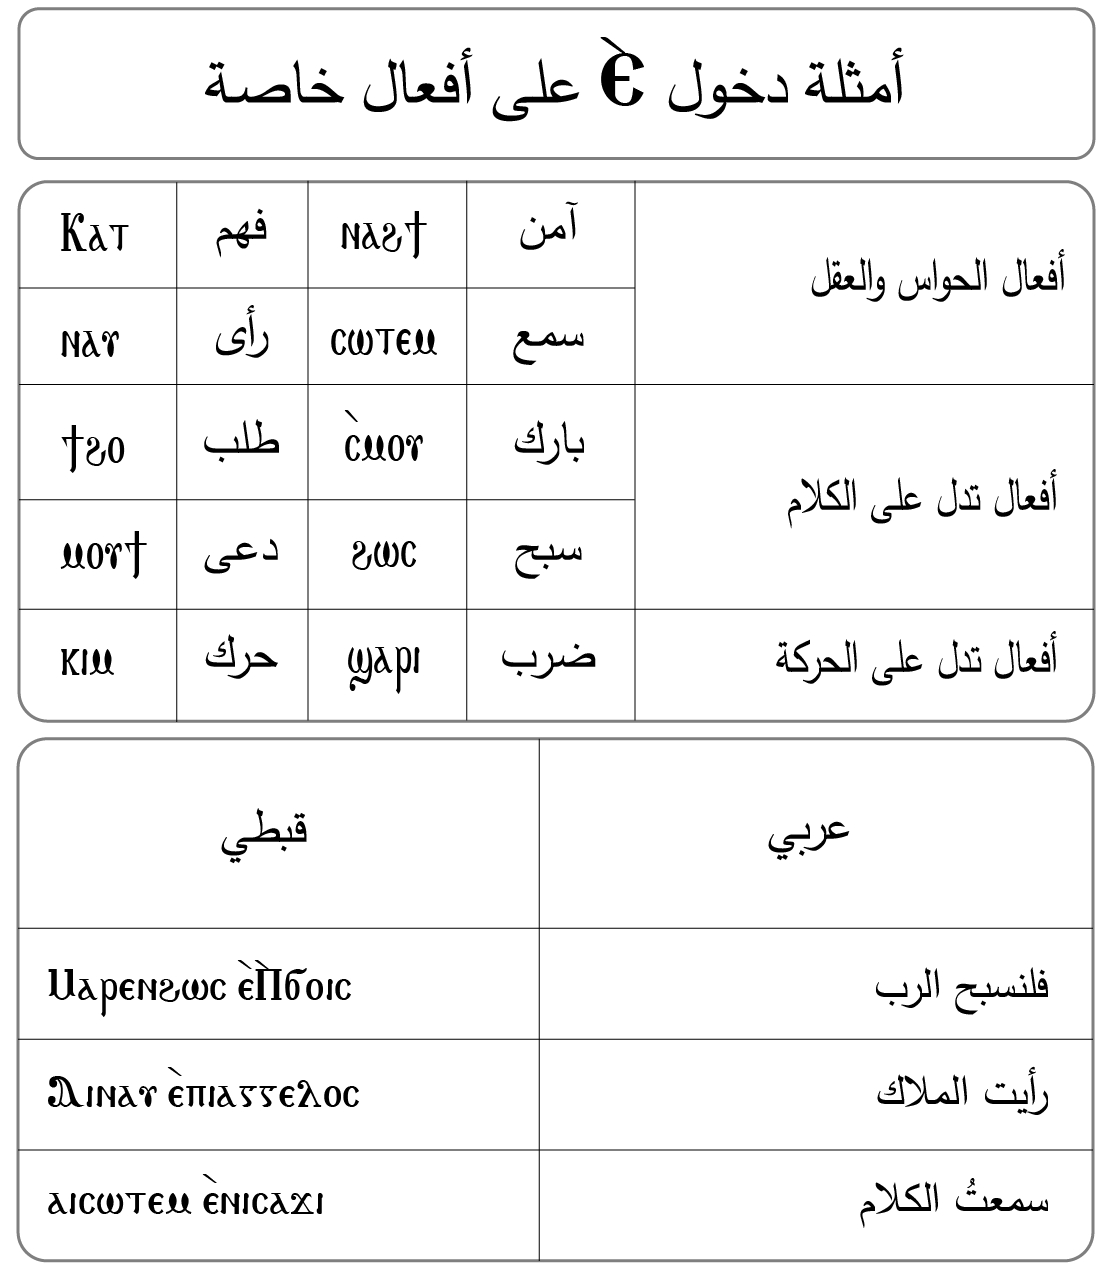 أمثلة دخول Ⲉ̀ على أفعال خاصة
أفعال الحواس والعقل
آمن ⲛⲁϩϯ فهم Ⲕⲁⲧ
سمع ⲥⲱⲧⲉⲙ رأى ⲛⲁⲩ
أفعال تدل على الكلام
بارك ⲥ̀ⲙⲟⲩ طلب ϯϩⲟ
سبح ϩⲱⲥ دعى ⲙⲟⲩϯ
أفعال تدل على الحركة ضرب ϣⲁⲣⲓ حرك ⲕⲓⲙ
عربي قبطي
فلنسبح الرب Ⲙⲁⲣⲉⲛϩⲱⲥ ⲉ̀Ⲡ̀ϭⲟⲓⲥ
رأيت الملاك Ⲁⲓⲛⲁⲩ ⲉ̀ⲡⲓⲁⲅⲅⲉⲗⲟⲥ
سمعتُ الكلام ⲁⲓⲥⲱⲧⲉⲙ ⲉ̀ⲛⲓⲥⲁϫⲓ